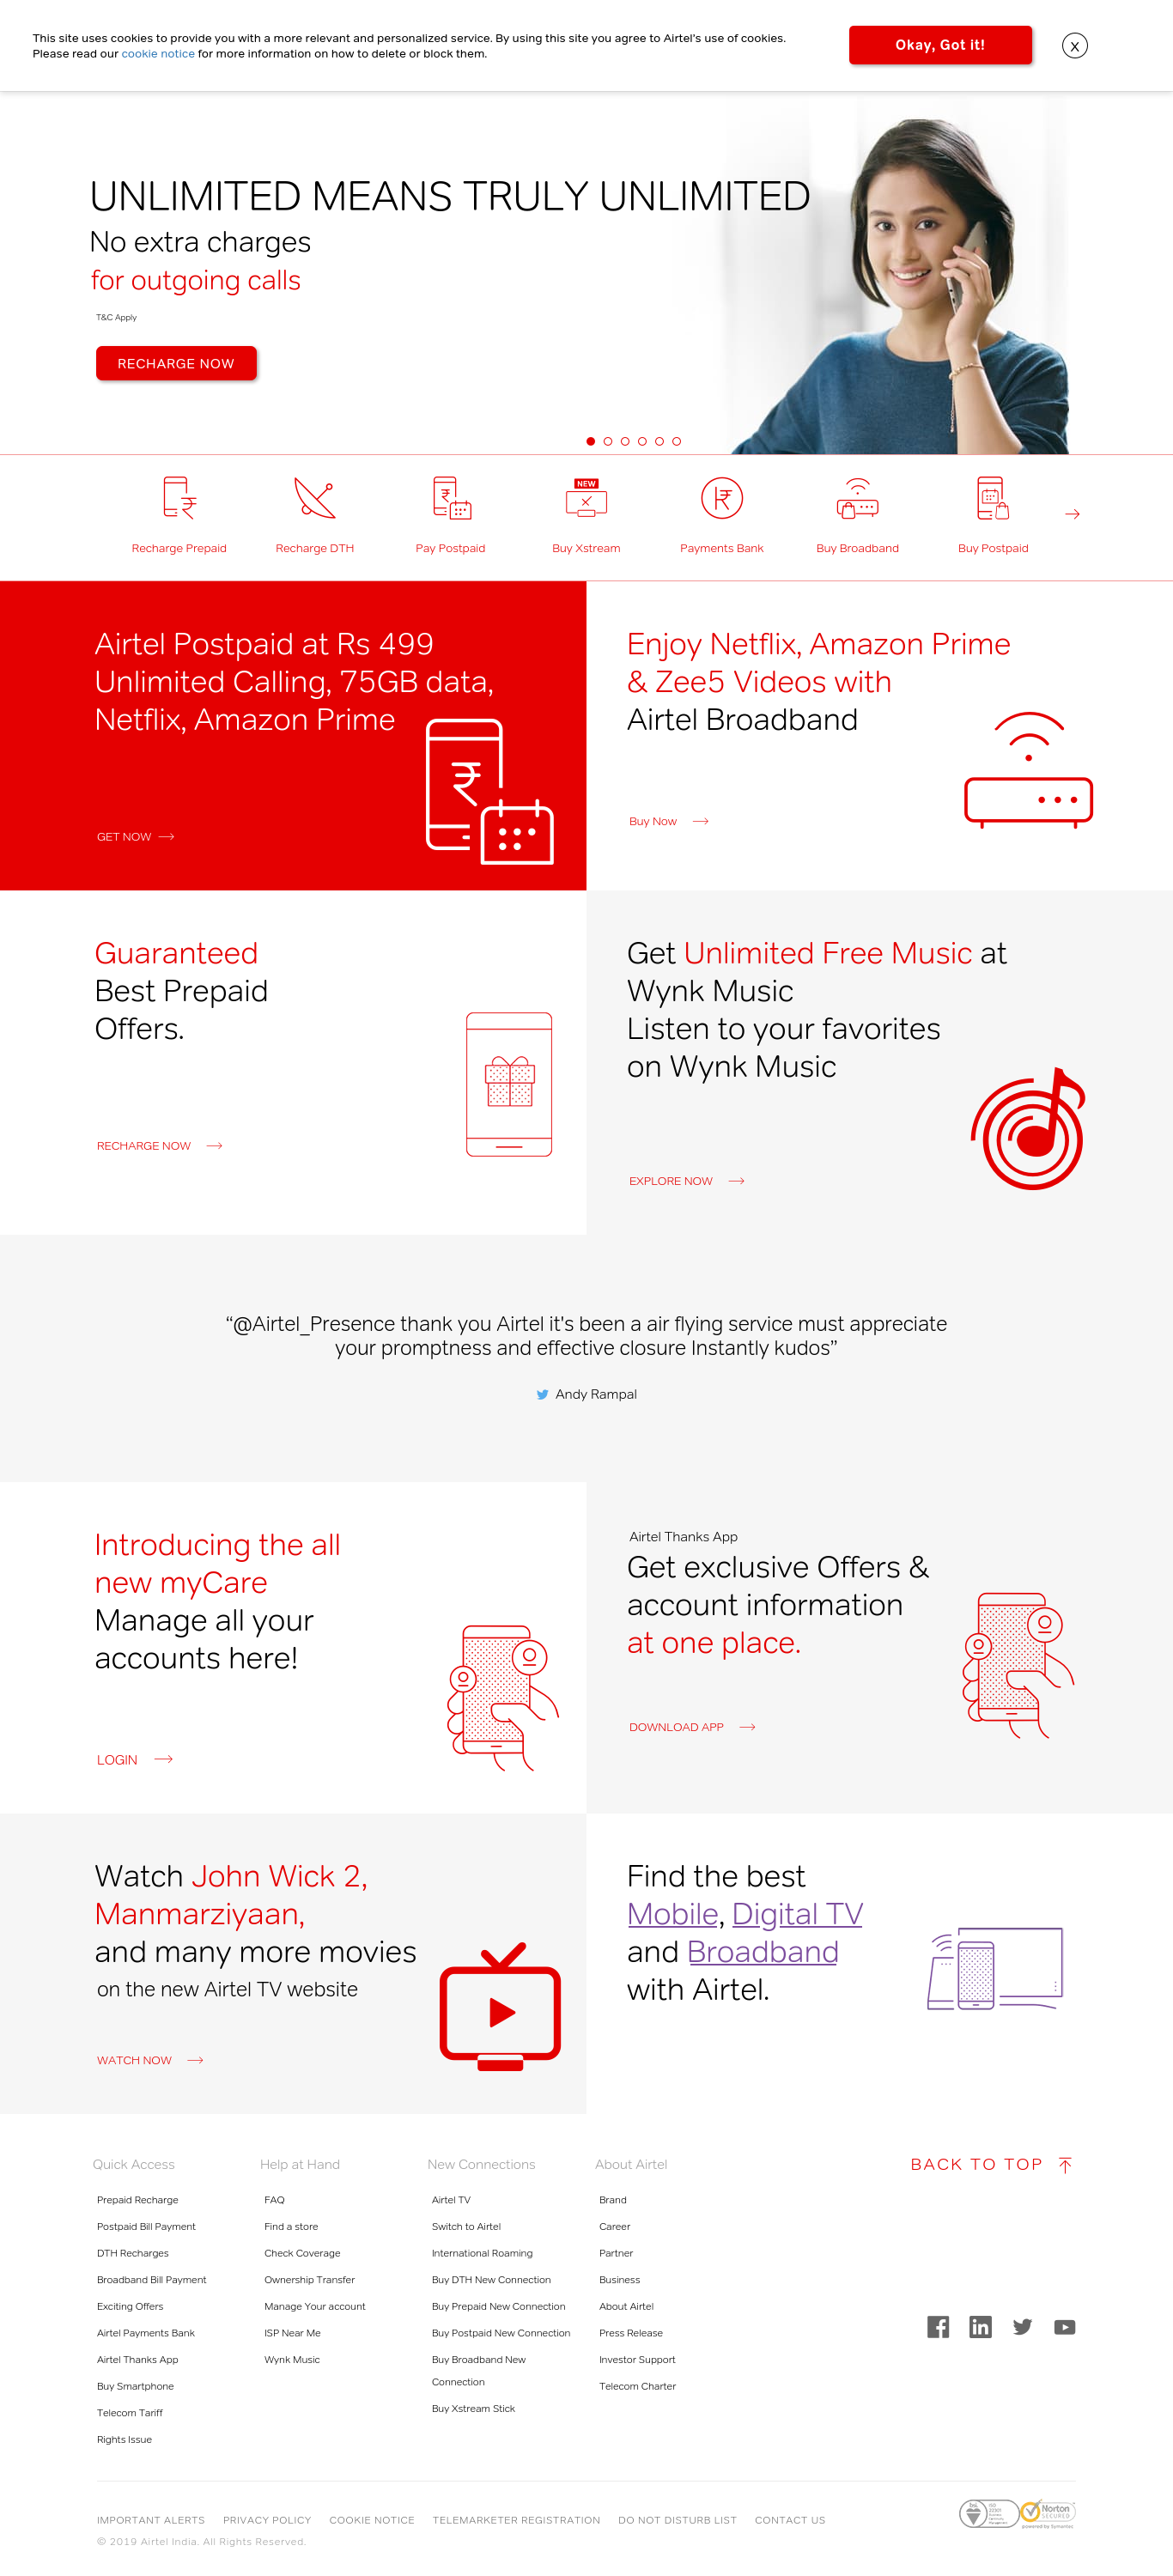 This site uses cookies to provide you with a more relevant and personalized service. By using this site you agree to Airtel's use of cookies.
Please read our cookie notice for more information on how to delete or block them.
Okay, Got it!
X
UNLIMITED MEANS TRULY UNLIMITED
No extra charges
for outgoing calls
T&C Apply
RECHARGE NOW
NEW
Recharge Prepaid
Recharge DTH
Pay Postpaid
Buy Xstream
Payments Bank
Buy Broadband
Buy Postpaid
Airtel Postpaid at Rs 499
Unlimited Calling, 75GB data,
Netflix, Amazon Prime
₹
GET NOW
Enjoy Netflix, Amazon Prime
& Zee5 Videos with
Airtel Broadband
Buy Now
Guaranteed
Best Prepaid
Offers.
RECHARGE NOW
Get Unlimited Free Music at
Wynk Music
Listen to your favorites
on Wynk Music
EXPLORE NOW
“@Airtel_Presence thank you Airtel it's been a air flying service must appreciate
your promptness and effective closure Instantly kudos”
Andy Rampal
Introducing the all
new myCare
Manage all your
accounts here!
LOGIN
Airtel Thanks App
Get exclusive Offers &
account information
at one place.
DOWNLOAD APP
Watch John Wick 2,
Manmarziyaan,
and many more movies
on the new Airtel TV website
WATCH NOW
Find the best
Mobile, Digital TV
and Broadband
with Airtel.
Quick Access
Prepaid Recharge
Postpaid Bill Payment
DTH Recharges
Broadband Bill Payment
Exciting Offers
Airtel Payments Bank
Airtel Thanks App
Buy Smartphone
Telecom Tariff
Rights Issue
Help at Hand
FAQ
Find a store
Check Coverage
Ownership Transfer
Manage Your account
ISP Near Me
Wynk Music
New Connections
Airtel TV
Switch to Airtel
International Roaming
Buy DTH New Connection
Buy Prepaid New Connection
Buy Postpaid New Connection
Buy Broadband New
Connection
Buy Xstream Stick
About Airtel
Brand
Career
Partner
Business
About Airtel
Press Release
Investor Support
Telecom Charter
BACK TO TOP
IMPORTANT ALERTS PRIVACY POLICY COOKIE NOTICE TELEMARKETER REGISTRATION DO NOT DISTURB LIST CONTACT US
© 2019 Airtel India. All Rights Reserved.
bsi.
Norton
SECURED
powered by Symantec